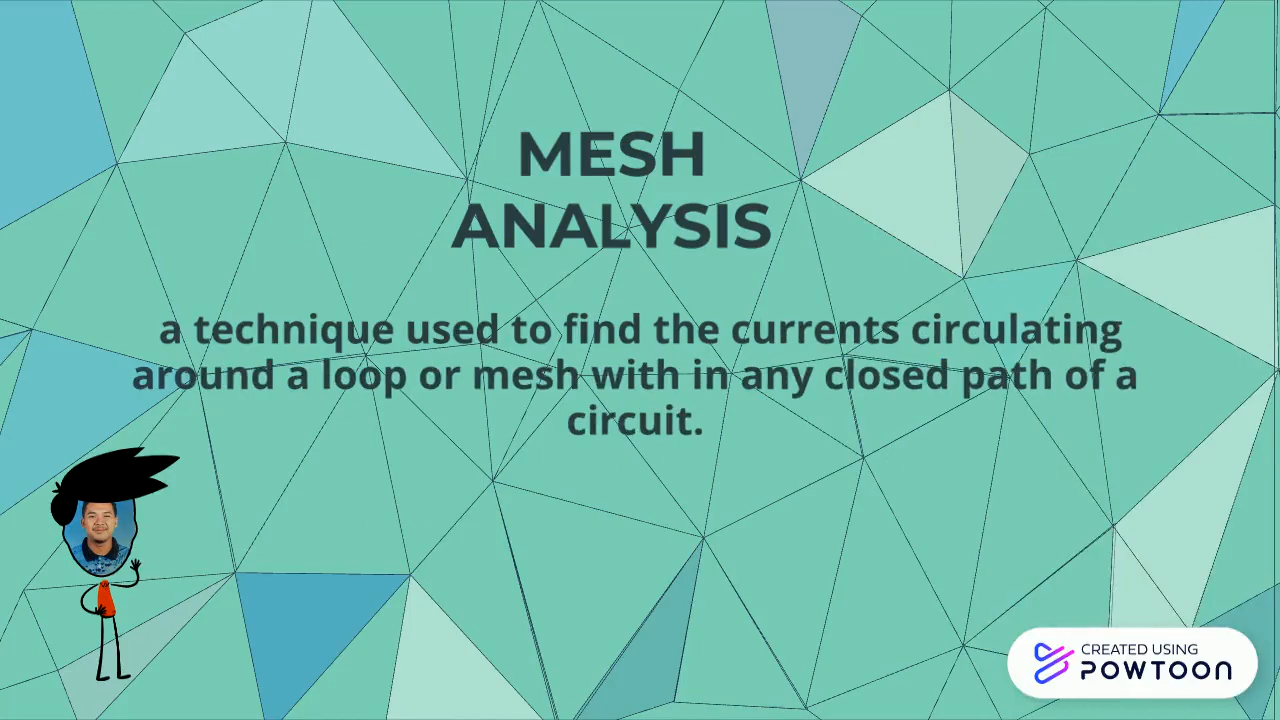 MESH
ANALYSIS
a technique used to find the currents circulating
around a loop or mesh with in any closed path of a
circuit.
CREATED USING
POWTOON